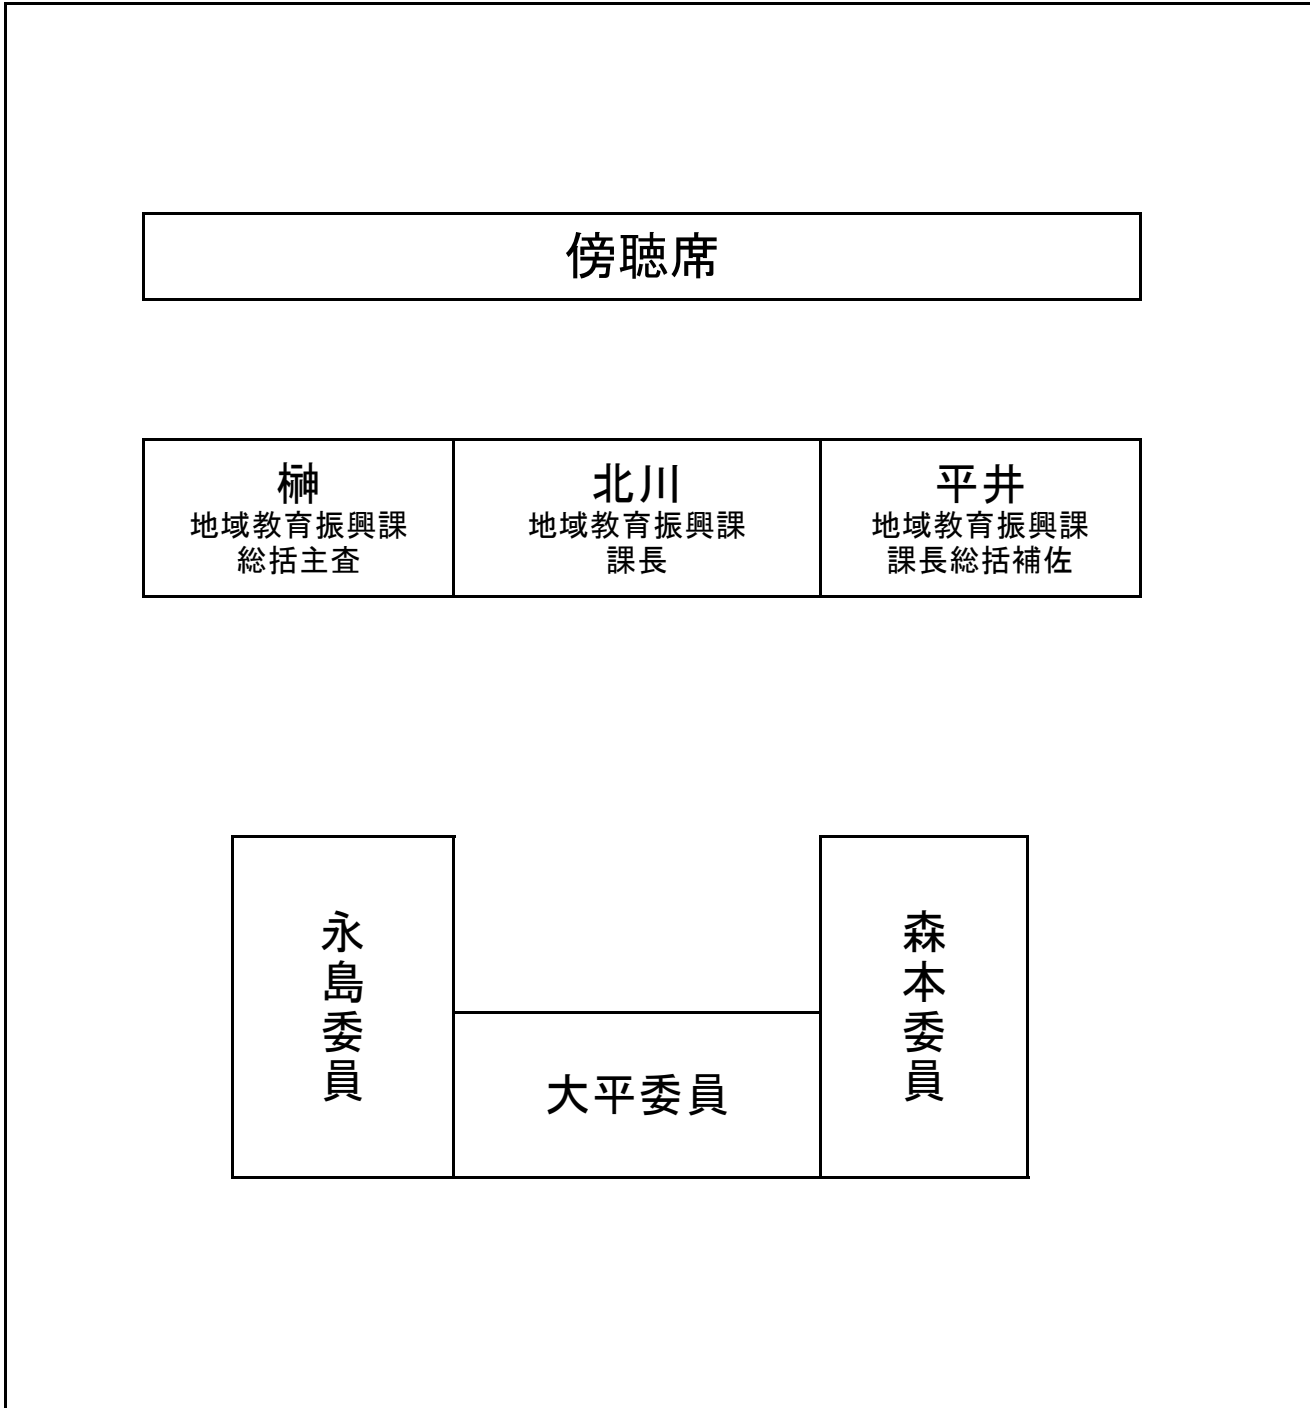 傍聴席
榊
地域教育振興課
総括主査
北川
地域教育振興課
課長
平井
地域教育振興課
課長総括補佐
永島委員
大平委員
森本委員